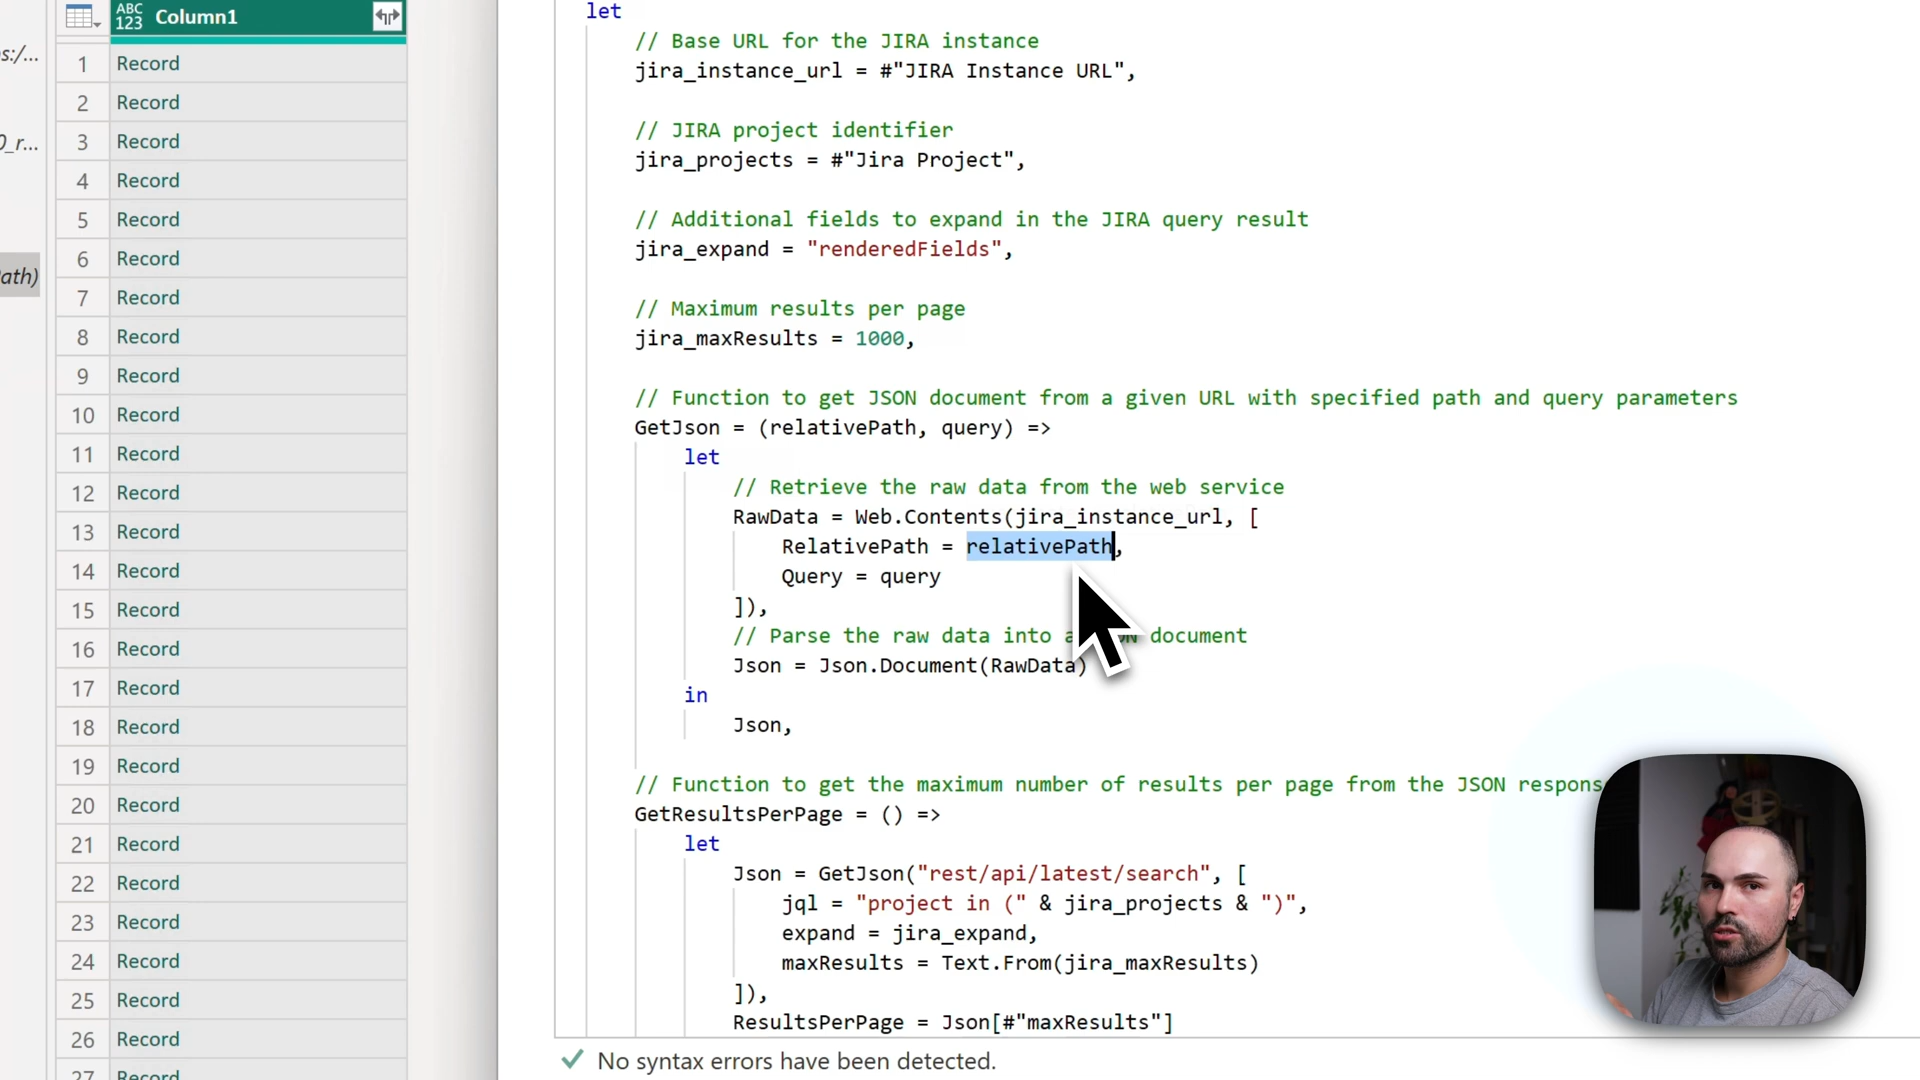 ABC
123 Column1
s:/...
0_r...
ath)
1 Record
2 Record
3 Record
4 Record
5 Record
6 Record
7 Record
8 Record
9 Record
10 Record
11 Record
12 Record
13 Record
14 Record
15 Record
16 Record
17 Record
18 Record
19 Record
20 Record
21 Record
22 Record
23 Record
24 Record
25 Record
26 Record
27 Record
let
// Base URL for the JIRA instance
jira_instance_url = #"JIRA Instance URL",
// JIRA project identifier
jira_projects = #"Jira Project",
// Additional fields to expand in the JIRA query result
jira_expand = "renderedFields",
// Maximum results per page
jira_maxResults = 1000,
// Function to get JSON document from a given URL with specified path and query parameters
GetJson = (relativePath, query) =>
let
// Retrieve the raw data from the web service
RawData = Web.Contents(jira_instance_url, [
RelativePath = relativePath,
Query = query
]),
// Parse the raw data into a document
Json = Json.Document(RawData)
in
Json,
// Function to get the maximum number of results per page from the JSON respons
GetResultsPerPage = () =>
let
Json = GetJson("rest/api/latest/search", [
jql = "project in (" & jira_projects & ")",
expand = jira_expand,
maxResults = Text.From(jira_maxResults)
]),
ResultsPerPage = Json[#"maxResults"]
No syntax errors have been detected.